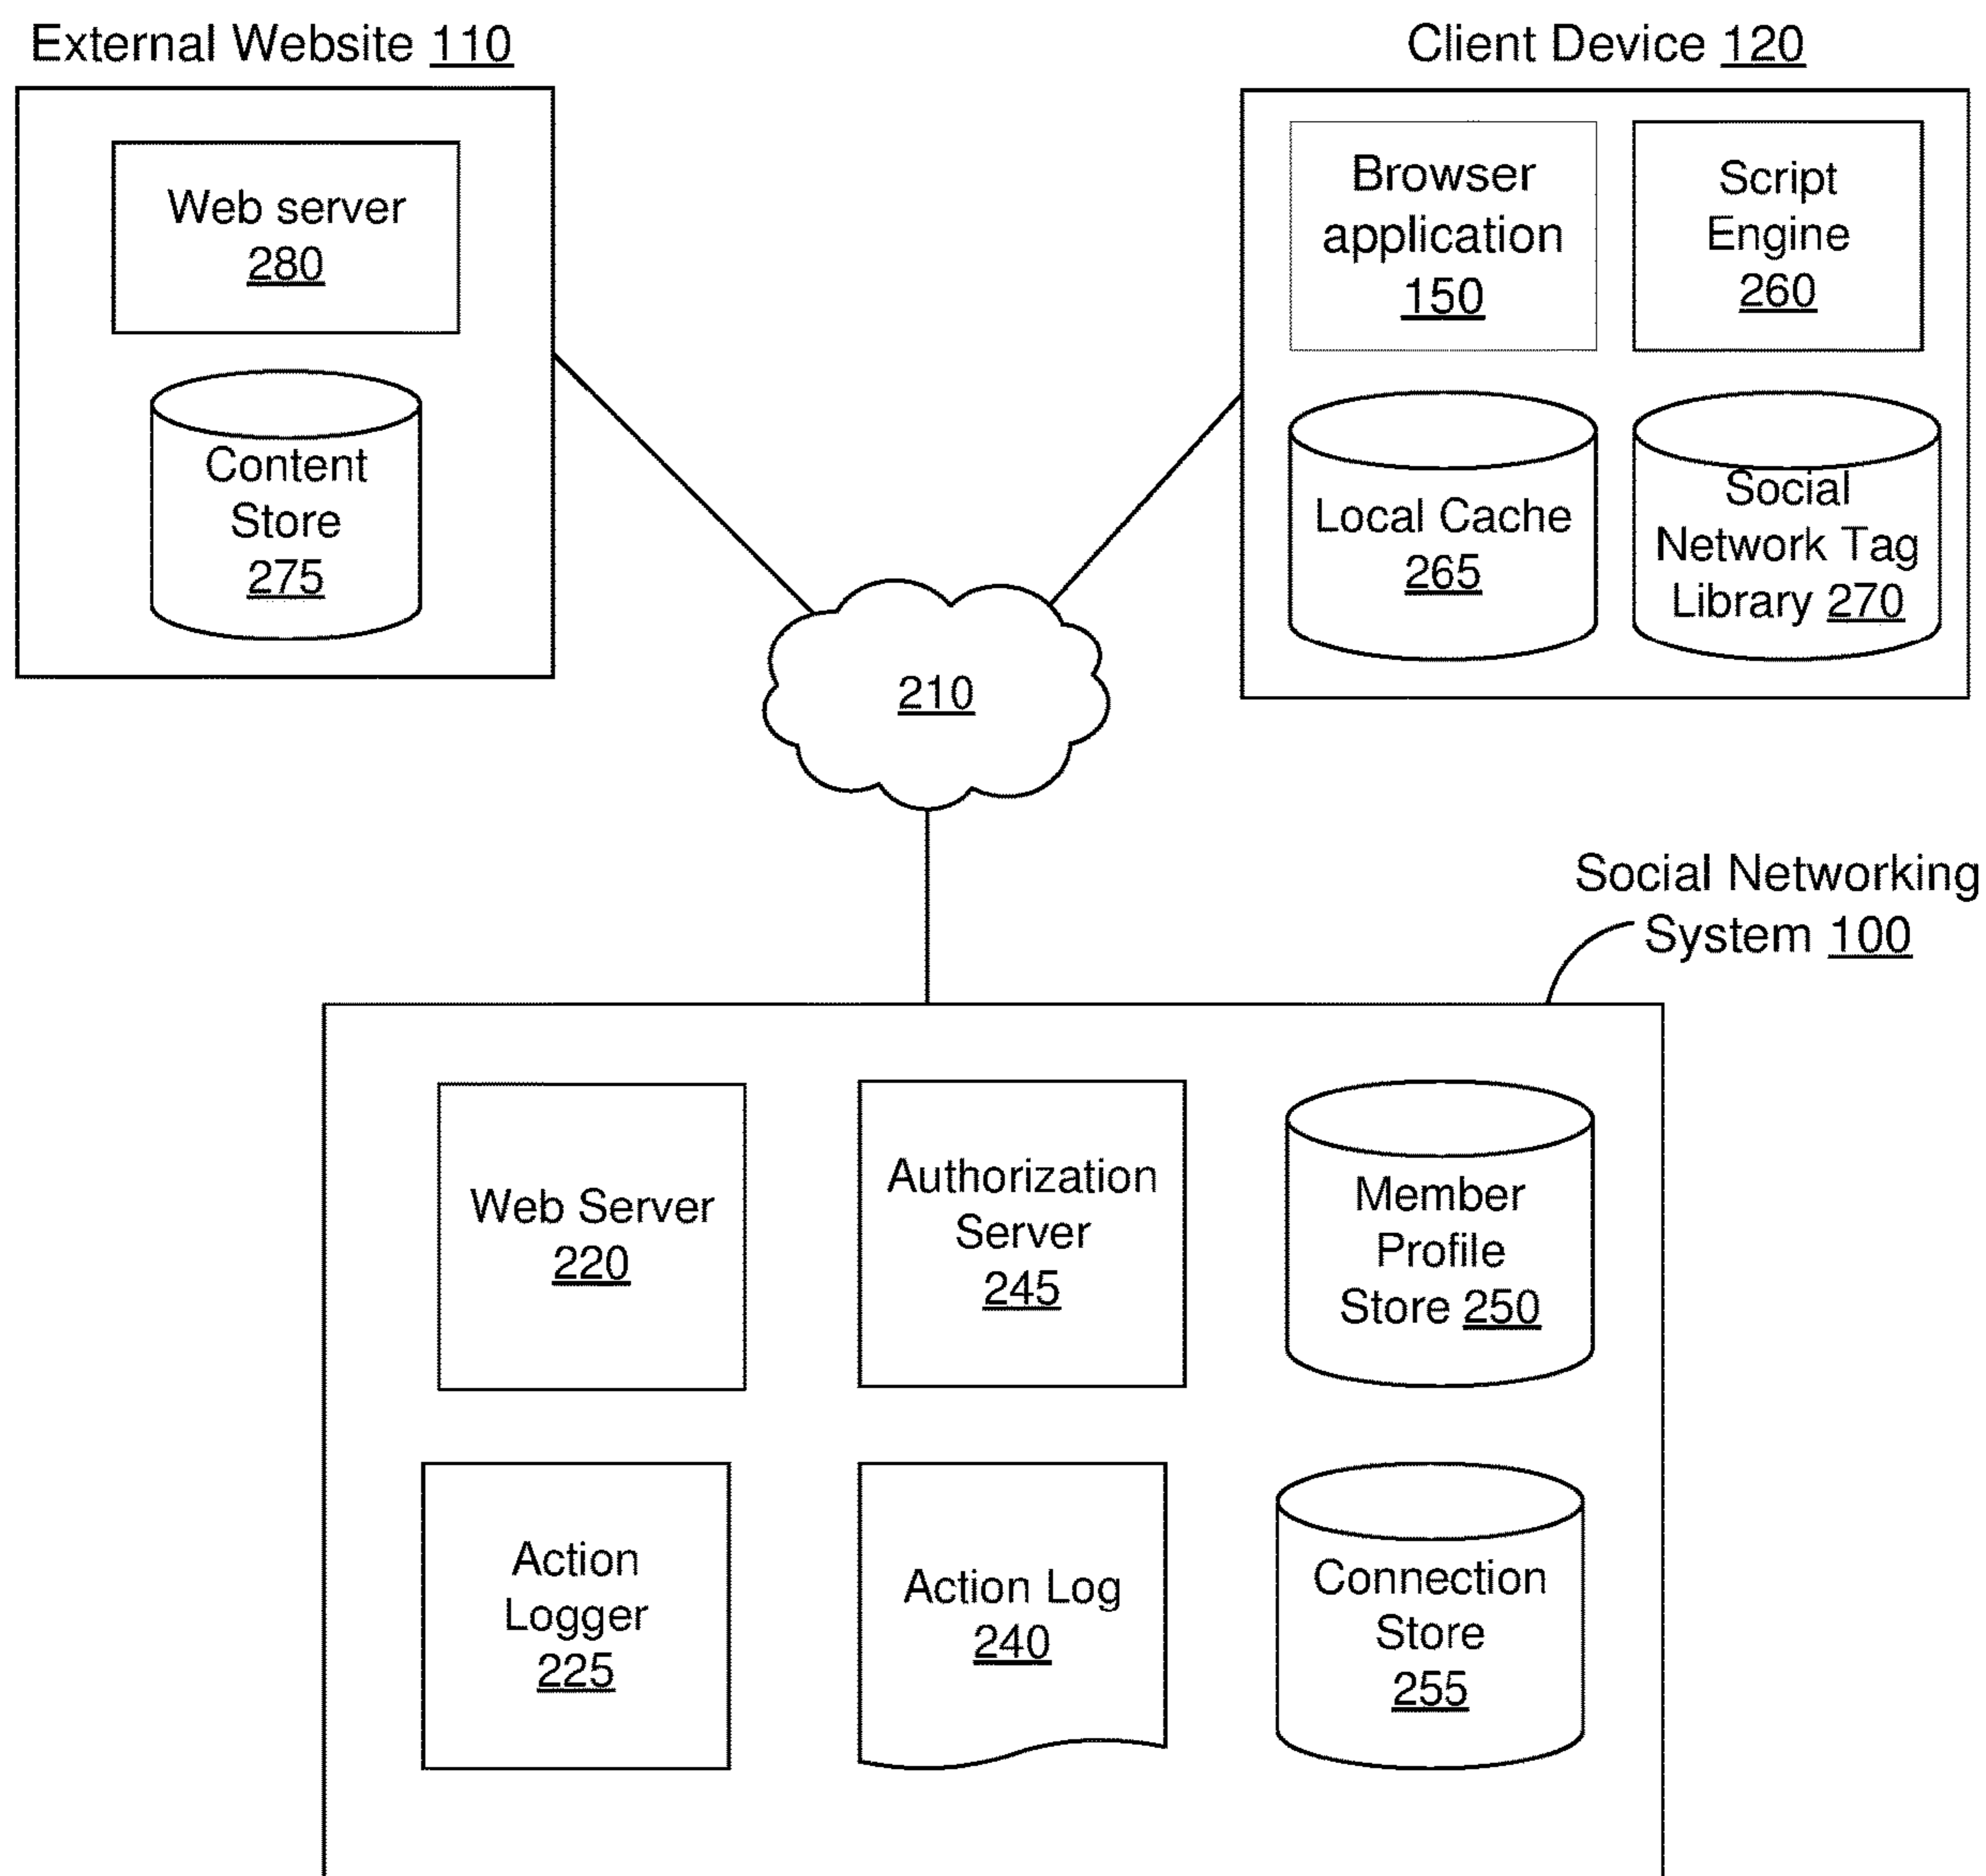 External Website 110
Web server
280
Content
Store
275
Client Device 120
Browser
application
150
Script
Engine
260
Local Cache
265
Social
Network Tag
Library 270
210
Social Networking
System 100
Web Server
220
Authorization
Server
245
Member
Profile
Store 250
Action
Logger
225
Action Log
240
Connection
Store
255